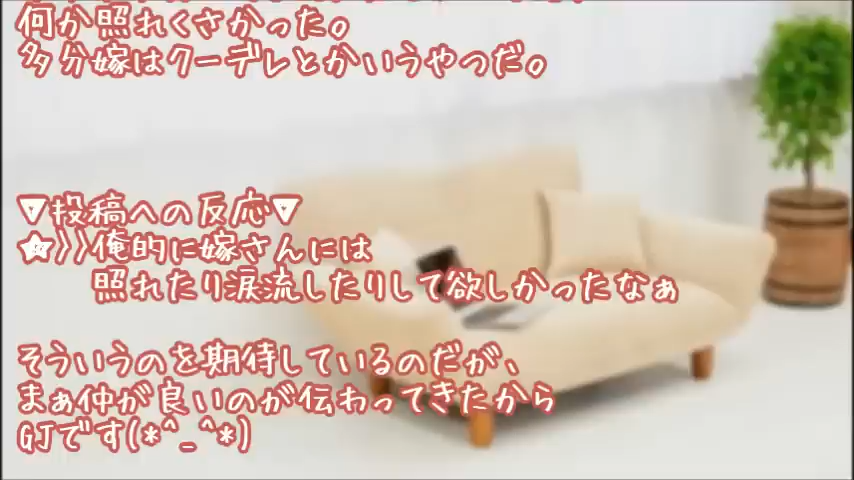 何か照れくさかった。
多分嫁はクーデレとかいうやつだ。
▽投稿への反応▽
☆>>俺的に嫁さんには
照れたり涙流したりして欲しかったなぁ
そういうのを期待しているのだが、
まぁ仲が良いのが伝わってきたから
GJです(*^_^*)